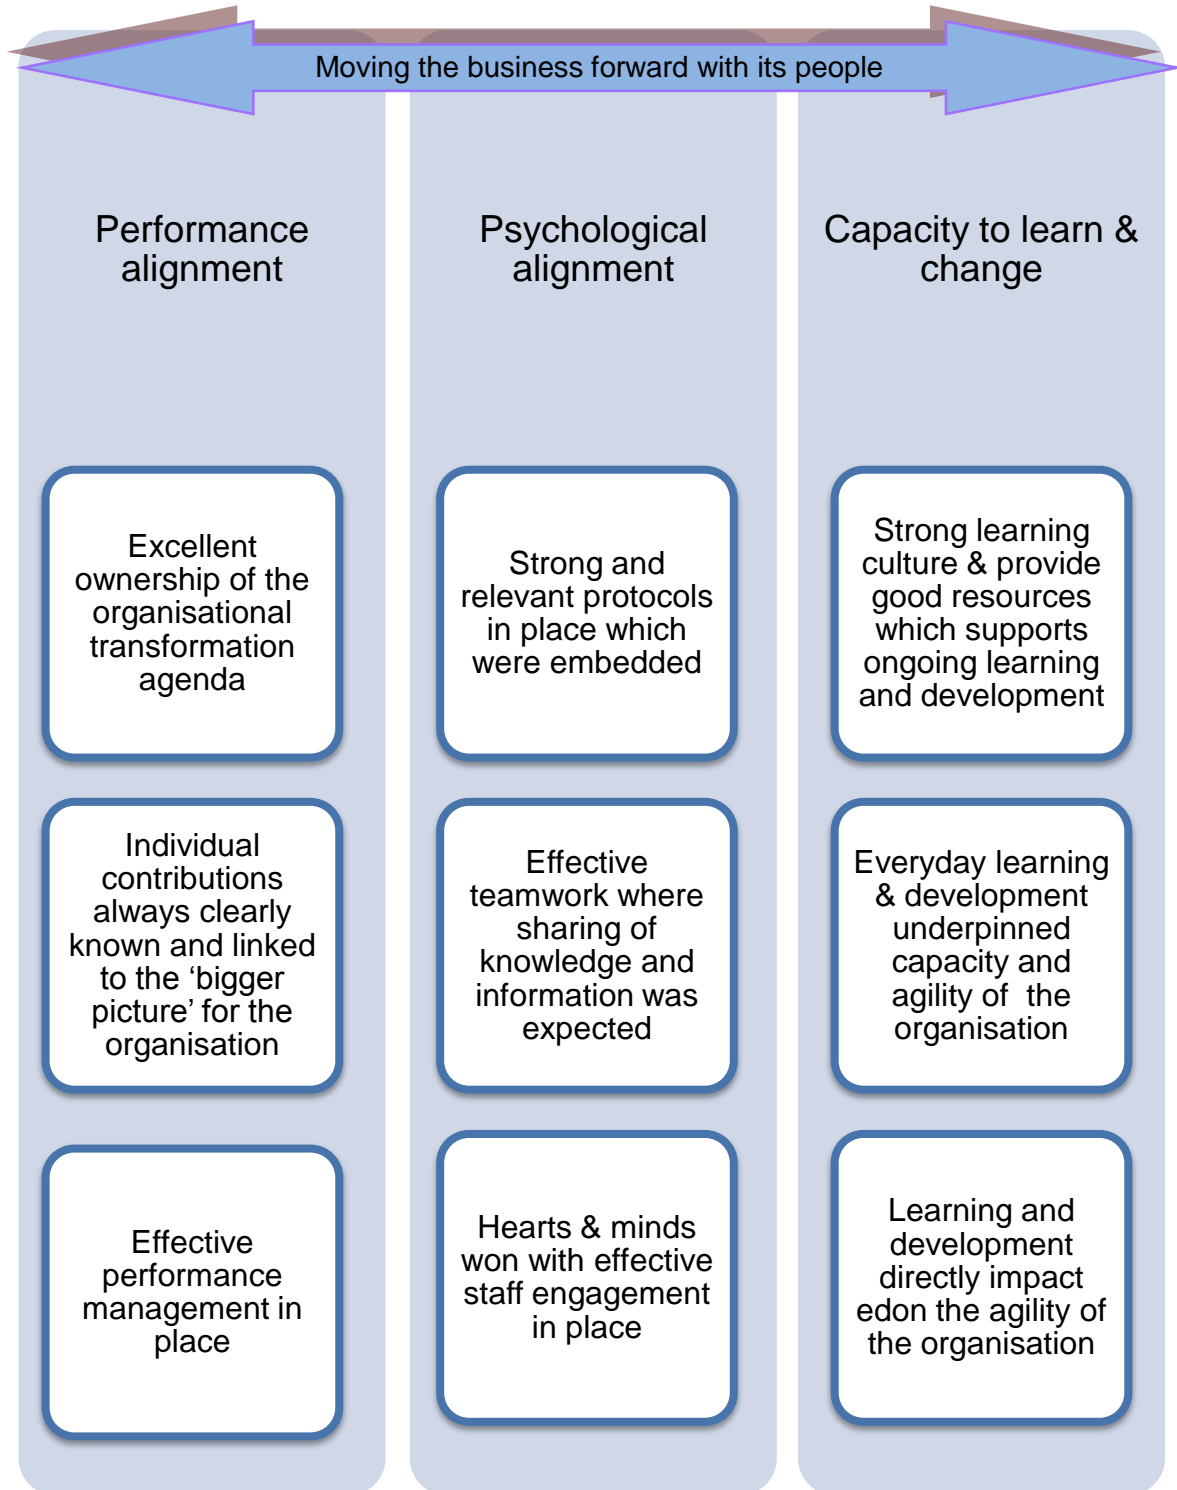 Moving the business forward with its people
Performance
alignment
Excellent
ownership of the
organisational
transformation
agenda
Individual
contributions
always clearly
known and linked
to the ‘bigger
picture’ for the
organisation
Effective
performance
management in
place
Psychological
alignment
Strong and
relevant protocols
in place which
were embedded
Effective
teamwork where
sharing of
knowledge and
information was
expected
Hearts & minds
won with effective
staff engagement
in place
Capacity to learn &
change
Strong learning
culture & provide
good resources
which supports
ongoing learning
and development
Everyday learning
& development
underpinned
capacity and
agility of  the
organisation
Learning and
development
directly impact
edon the agility of
the organisation